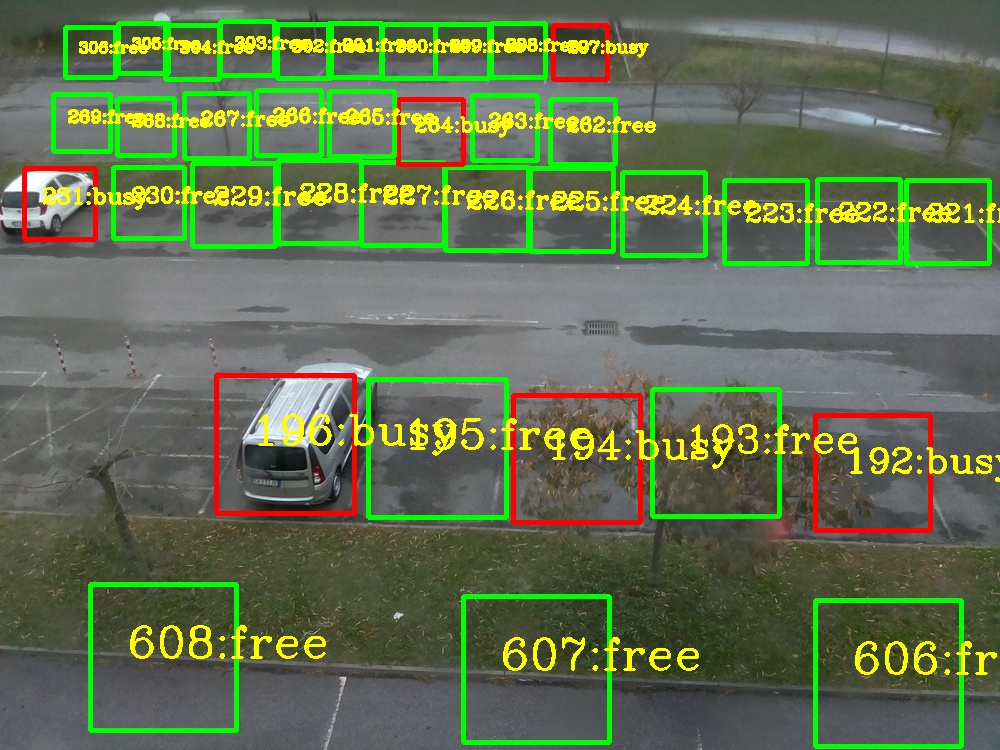 306:free 305:free 304:free 303:free 302:free 301:free 300:free 299:free 298:free 297:busy
269:free 268:free 267:free 266:free 265:free 264:busy 263:free 262:free
231:busy 230:free 229:free 228:free 227:free 226:free 225:free 224:free 223:free 222:free 221:f
196:busy 195:free 194:busy 193:free 192:busy
608:free 607:free 606:fr